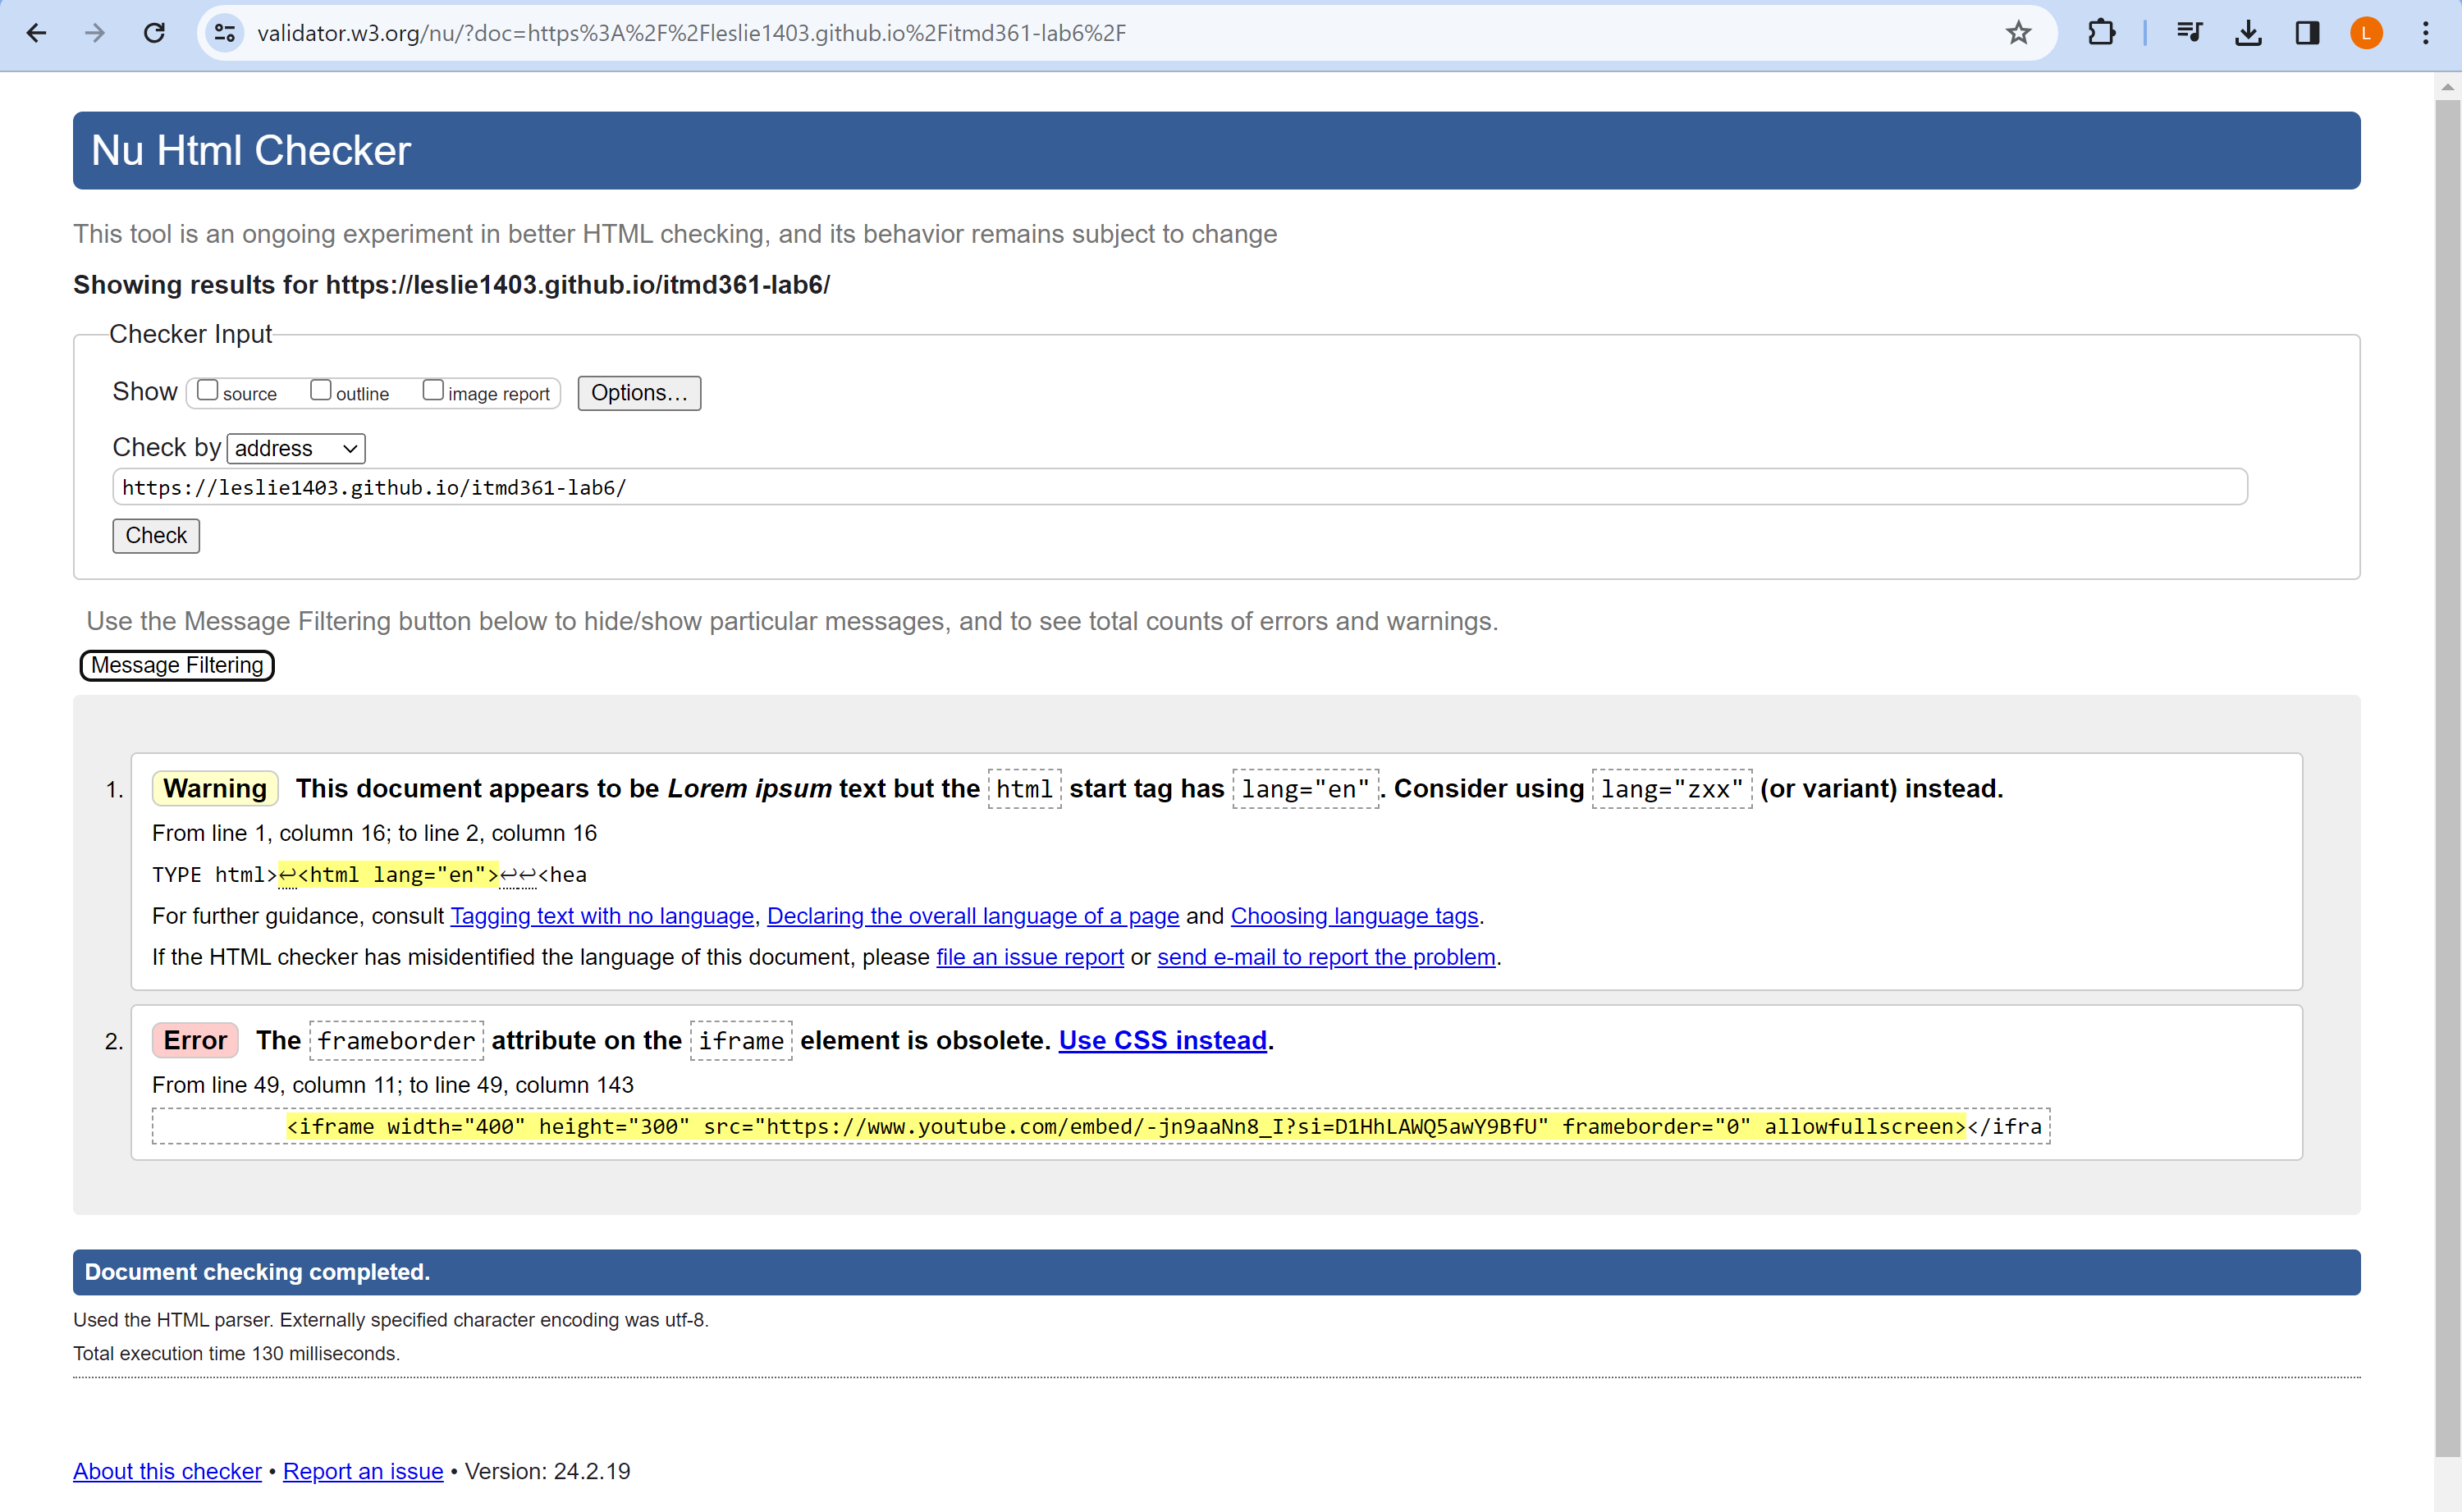 validator.w3.org/nu/?doc=https%3A%2F%2Fleslie1403.github.io%2Fitmd361-lab6%2F
L
Nu Html Checker
This tool is an ongoing experiment in better HTML checking, and its behavior remains subject to change
Showing results for https://leslie1403.github.io/itmd361-lab6/
Checker Input
Show source outline image report Options...
Check by address
https://leslie1403.github.io/itmd361-lab6/
Check
Use the Message Filtering button below to hide/show particular messages, and to see total counts of errors and warnings.
Message Filtering
1. Warning This document appears to be Lorem ipsum text but the html start tag has lang="en". Consider using lang="zxx" (or variant) instead.
From line 1, column 16; to line 2, column 16
TYPE html>↩<html lang="en">↩↩<hea
For further guidance, consult Tagging text with no language, Declaring the overall language of a page and Choosing language tags.
If the HTML checker has misidentified the language of this document, please file an issue report or send e-mail to report the problem.
2. Error The frameborder attribute on the iframe element is obsolete. Use CSS instead.
From line 49, column 11; to line 49, column 143
<iframe width="400" height="300" src="https://www.youtube.com/embed/-jn9aaNn8_I?si=D1HhLAWQ5awY9BfU" frameborder="0" allowfullscreen></ifra
Document checking completed.
Used the HTML parser. Externally specified character encoding was utf-8.
Total execution time 130 milliseconds.
About this checker • Report an issue • Version: 24.2.19